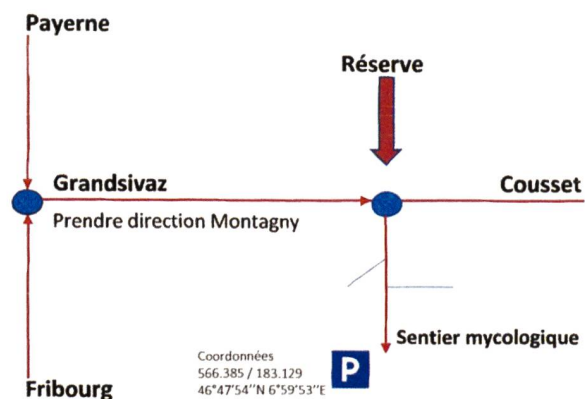 Payerne
Réserve
Grandsivaz
Cousset
Prendre direction Montagny
Sentier mycologique
Coordonnées
566.385 / 183.129
46°47'54''N 6°59'53''E
P
Fribourg